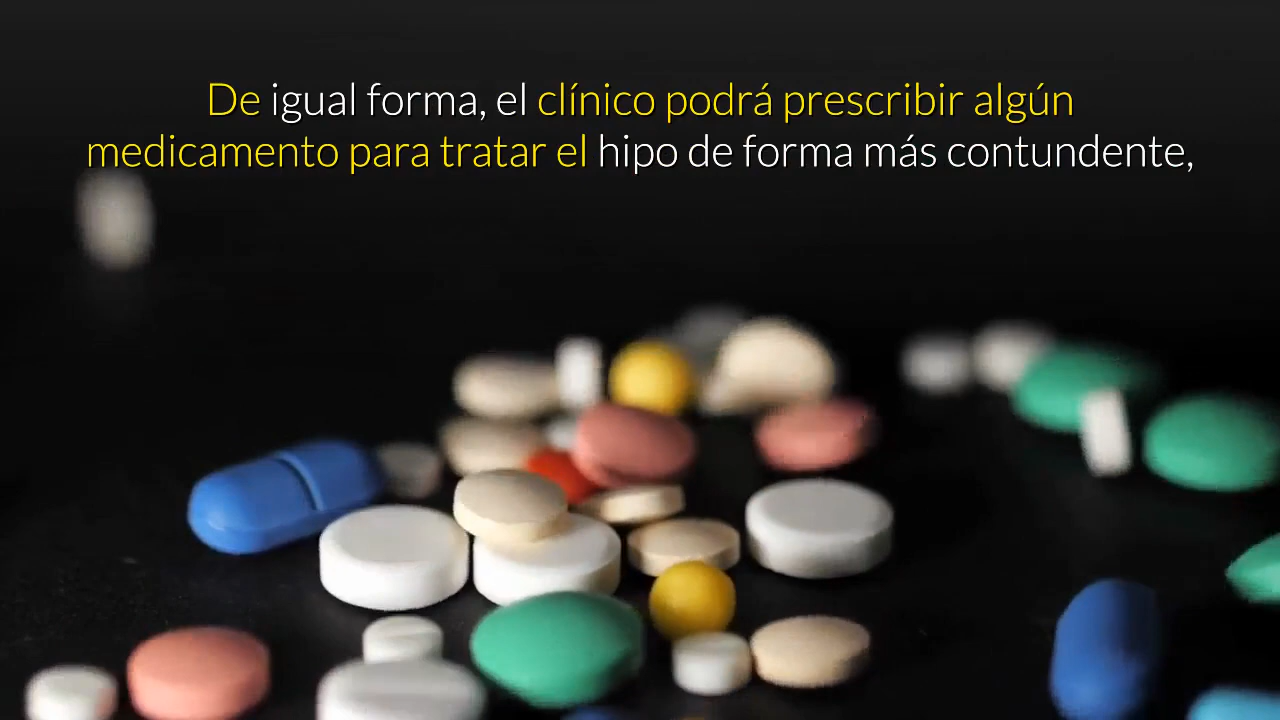 De igual forma, el clínico podrá prescribir algún
medicamento para tratar el hipo de forma más contundente,